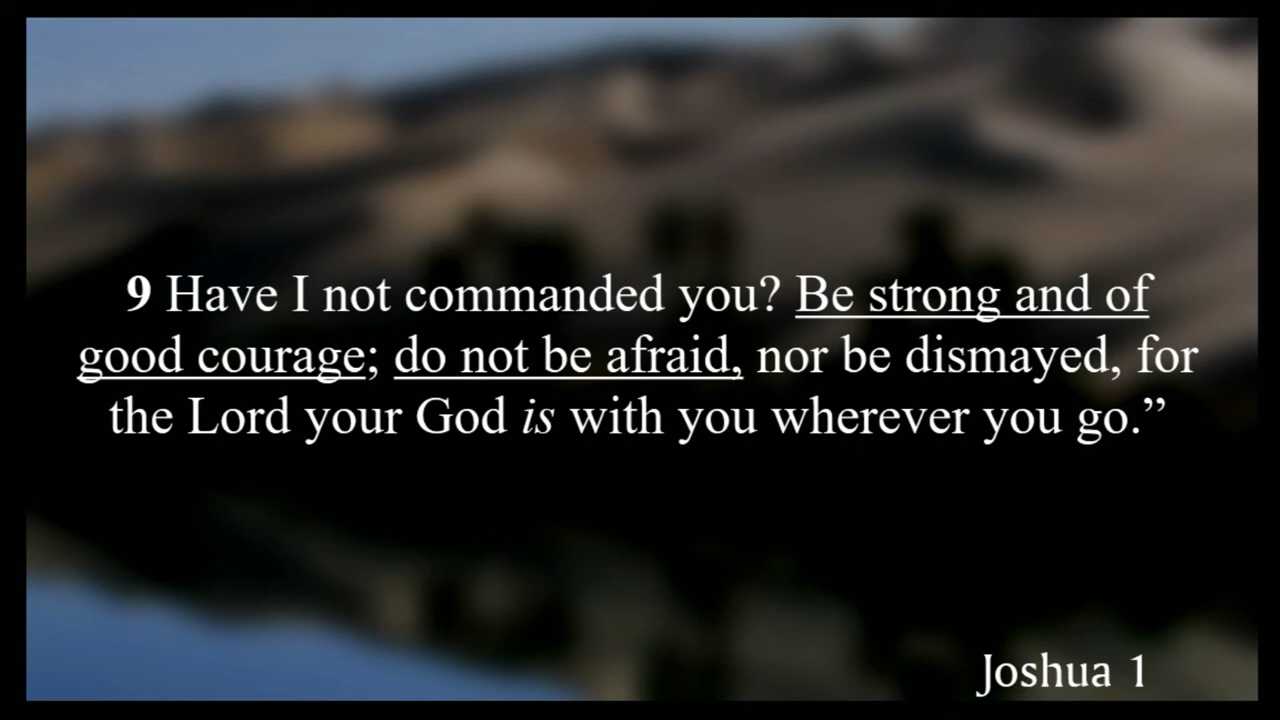 9 Have I not commanded you? Be strong and of
good courage; do not be afraid, nor be dismayed, for
the Lord your God is with you wherever you go.”
Joshua 1